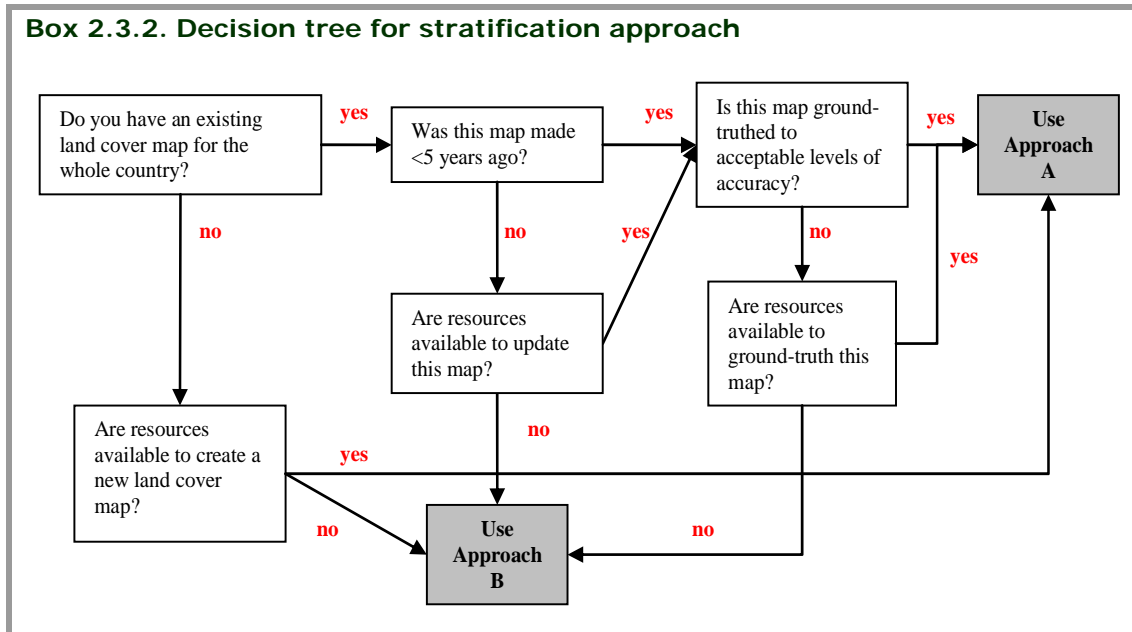 Box 2.3.2. Decision tree for stratification approach
Do you have an existing
land cover map for the
whole country?
yes
Was this map made
<5 years ago?
yes
Is this map ground-
truthed to
acceptable levels of
accuracy?
yes
Use
Approach
A
no
no
yes
no
yes
Are resources
available to update
this map?
Are resources
available to
ground-truth this
map?
Are resources
available to create a
new land cover
map?
yes
no
no
no
Use
Approach
B